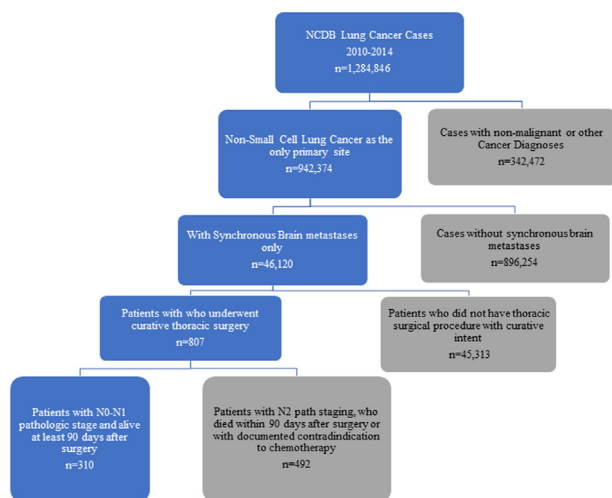 NCDB Lung Cancer Cases
2010-2014
n=1,284,846
Non-Small Cell Lung Cancer as the
only primary site
n=942,374
Cases with non-malignant or other
Cancer Diagnoses
n=342,472
With Synchronous Brain metastases
only
n=46,120
Cases without synchronous brain
metastases
n=896,254
Patients with who underwent
curative thoracic surgery
n=807
Patients who did not have thoracic
surgical procedure with curative
intent
n=45,313
Patients with N0-N1
pathologic stage and alive
at least 90 days after
surgery
n=310
Patients with N2 path staging, who
died within 90 days after surgery or
with documented contradindication
to chemotherapy
n=492